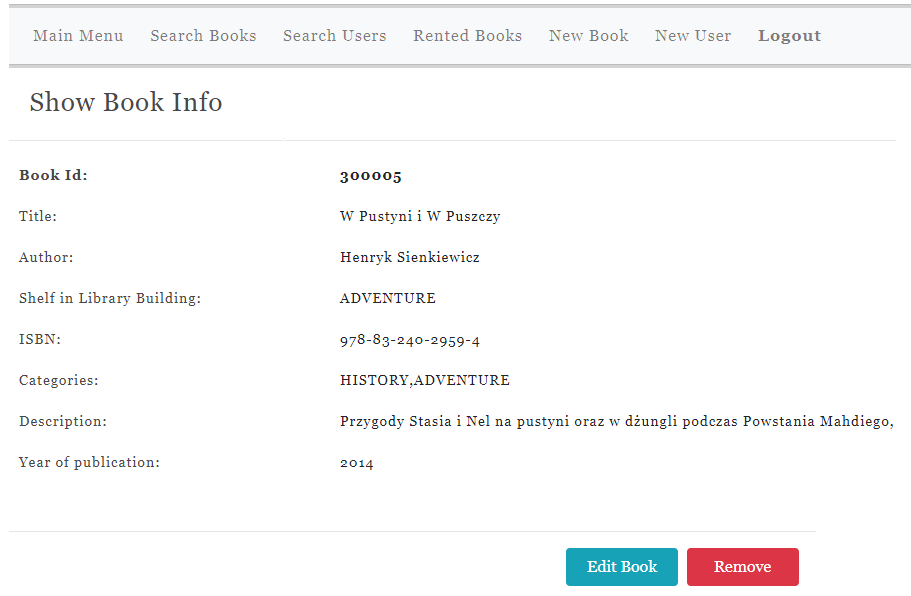 Main Menu Search Books Search Users Rented Books New Book New User Logout
Show Book Info
Book Id: 300005
Title: W Pustyni i W Puszczy
Author: Henryk Sienkiewicz
Shelf in Library Building: ADVENTURE
ISBN: 978-83-240-2959-4
Categories: HISTORY,ADVENTURE
Description: Przygody Stasia i Nel na pustyni oraz w dżungli podczas Powstania Mahdiego,
Year of publication: 2014
Edit Book Remove